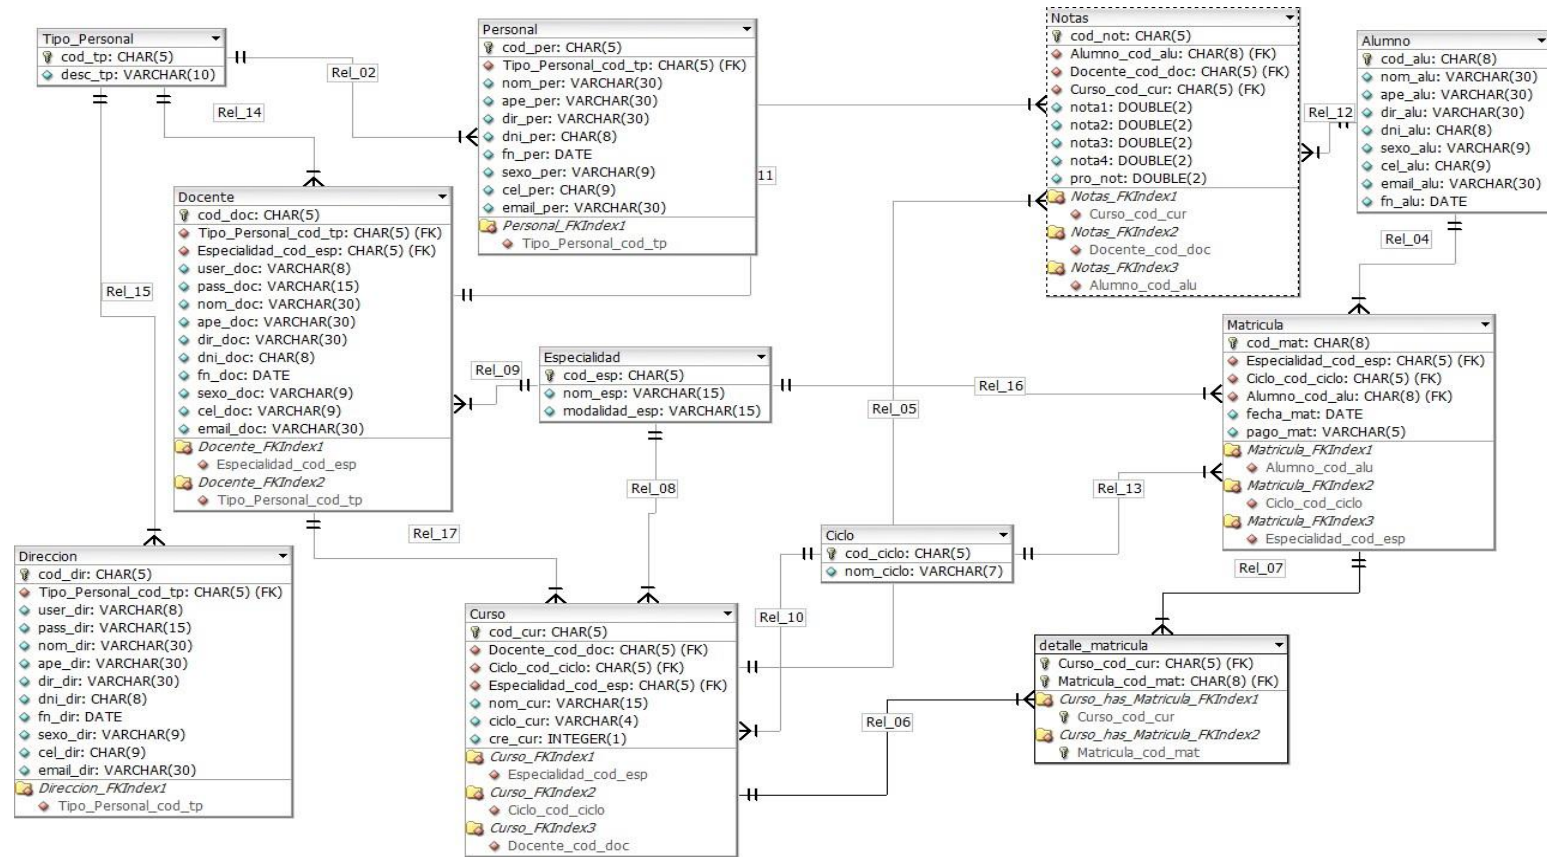 Tipo_Personal
cod_tp: CHAR(5)
desc_tp: VARCHAR(10)
Rel_02
Rel_14
Rel_15
Personal
cod_per: CHAR(5)
Tipo_Personal_cod_tp: CHAR(5) (FK)
nom_per: VARCHAR(30)
ape_per: VARCHAR(30)
dir_per: VARCHAR(30)
dni_per: CHAR(8)
fn_per: DATE
sexo_per: VARCHAR(9)
cel_per: CHAR(9)
email_per: VARCHAR(30)
Personal_FKIndex1
Tipo_Personal_cod_tp
11
Notas
cod_not: CHAR(5)
Alumno_cod_alu: CHAR(8) (FK)
Docente_cod_doc: CHAR(5) (FK)
Curso_cod_cur: CHAR(5) (FK)
nota1: DOUBLE(2)
nota2: DOUBLE(2)
nota3: DOUBLE(2)
nota4: DOUBLE(2)
pro_not: DOUBLE(2)
Notas_FKIndex1
Curso_cod_cur
Notas_FKIndex2
Docente_cod_doc
Notas_FKIndex3
Alumno_cod_alu
Rel_12
Alumno
cod_alu: CHAR(8)
nom_alu: VARCHAR(30)
ape_alu: VARCHAR(30)
dir_alu: VARCHAR(30)
dni_alu: CHAR(8)
sexo_alu: VARCHAR(9)
cel_alu: CHAR(9)
email_alu: VARCHAR(30)
fn_alu: DATE
Rel_04
Docente
cod_doc: CHAR(5)
Tipo_Personal_cod_tp: CHAR(5) (FK)
Especialidad_cod_esp: CHAR(5) (FK)
user_doc: VARCHAR(8)
pass_doc: VARCHAR(15)
nom_doc: VARCHAR(30)
ape_doc: VARCHAR(30)
dir_doc: VARCHAR(30)
dni_doc: CHAR(8)
fn_doc: DATE
sexo_doc: VARCHAR(9)
cel_doc: VARCHAR(9)
email_doc: VARCHAR(30)
Docente_FKIndex1
Especialidad_cod_esp
Docente_FKIndex2
Tipo_Personal_cod_tp
Rel_09
Especialidad
cod_esp: CHAR(5)
nom_esp: VARCHAR(15)
modalidad_esp: VARCHAR(15)
Rel_16
Rel_05
Rel_08
Rel_13
Rel_17
Matricula
cod_mat: CHAR(8)
Especialidad_cod_esp: CHAR(5) (FK)
Ciclo_cod_ciclo: CHAR(5) (FK)
Alumno_cod_alu: CHAR(8) (FK)
fecha_mat: DATE
pago_mat: VARCHAR(5)
Matricula_FKIndex1
Alumno_cod_alu
Matricula_FKIndex2
Ciclo_cod_ciclo
Matricula_FKIndex3
Especialidad_cod_esp
Rel_07
Ciclo
cod_ciclo: CHAR(5)
nom_ciclo: VARCHAR(7)
Rel_10
Direccion
cod_dir: CHAR(5)
Tipo_Personal_cod_tp: CHAR(5) (FK)
user_dir: VARCHAR(8)
pass_dir: VARCHAR(15)
nom_dir: VARCHAR(30)
ape_dir: VARCHAR(30)
dir_dir: VARCHAR(30)
dni_dir: CHAR(8)
fn_dir: DATE
sexo_dir: VARCHAR(9)
cel_dir: CHAR(9)
email_dir: VARCHAR(30)
Direccion_FKIndex1
Tipo_Personal_cod_tp
Curso
cod_cur: CHAR(5)
Docente_cod_doc: CHAR(5) (FK)
Ciclo_cod_ciclo: CHAR(5) (FK)
Especialidad_cod_esp: CHAR(5) (FK)
nom_cur: VARCHAR(15)
ciclo_cur: VARCHAR(4)
cre_cur: INTEGER(1)
Curso_FKIndex1
Especialidad_cod_esp
Curso_FKIndex2
Ciclo_cod_ciclo
Curso_FKIndex3
Docente_cod_doc
Rel_06
detalle_matricula
Curso_cod_cur: CHAR(5) (FK)
Matricula_cod_mat: CHAR(8) (FK)
Curso_has_Matricula_FKIndex1
Curso_cod_cur
Curso_has_Matricula_FKIndex2
Matricula_cod_mat